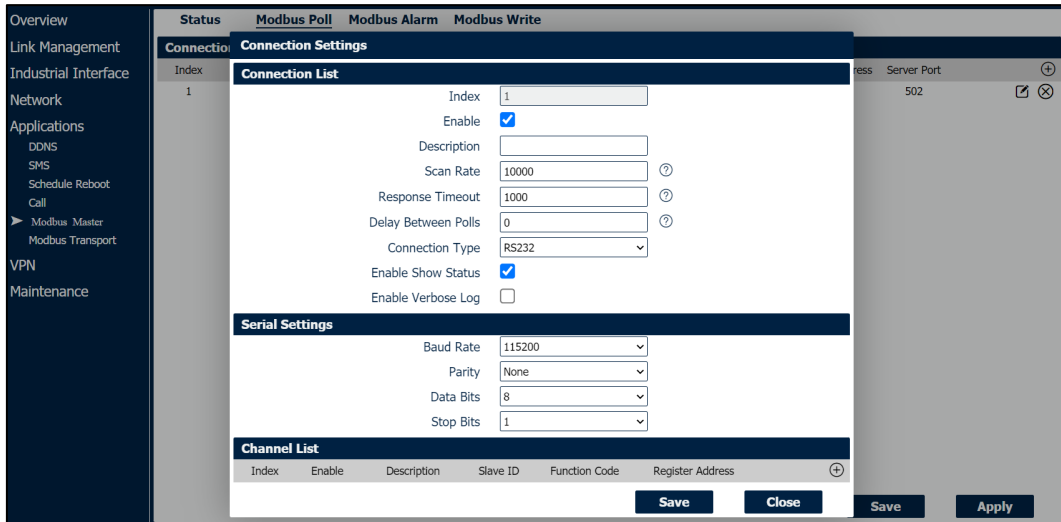 Overview
Link Management
Industrial Interface
Network
Applications
DDNS
SMS
Schedule Reboot
Call
Modbus Master
Modbus Transport
VPN
Maintenance
Status Modbus Poll Modbus Alarm Modbus Write
Connectio
Index ress Server Port
1 502
Connection Settings
Connection List
Index 1
Enable
Description
Scan Rate 10000 ?
Response Timeout 1000 ?
Delay Between Polls 0 ?
Connection Type RS232
Enable Show Status
Enable Verbose Log
Serial Settings
Baud Rate 115200
Parity None
Data Bits 8
Stop Bits 1
Channel List
Index Enable Description Slave ID Function Code Register Address
Save Close
Save Apply